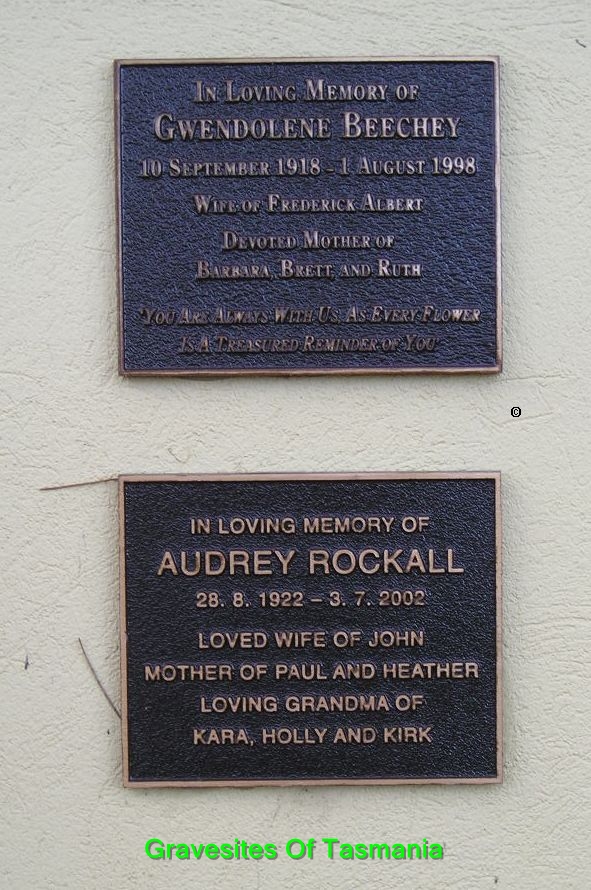 IN LOVING MEMORY OF
GWENDOLENE BEECHEY
10 SEPTEMBER 1918 - 1 AUGUST 1998
WIFE OF FREDERICK ALBERT
DEVOTED MOTHER OF
BARBARA, BRETT, AND RUTH
'YOU ARE ALWAYS WITH US, AS EVERY FLOWER
IS A TREASURED REMINDER OF YOU'
©
IN LOVING MEMORY OF
AUDREY ROCKALL
28. 8. 1922 – 3. 7. 2002
LOVED WIFE OF JOHN
MOTHER OF PAUL AND HEATHER
LOVING GRANDMA OF
KARA, HOLLY AND KIRK
Gravesites Of Tasmania